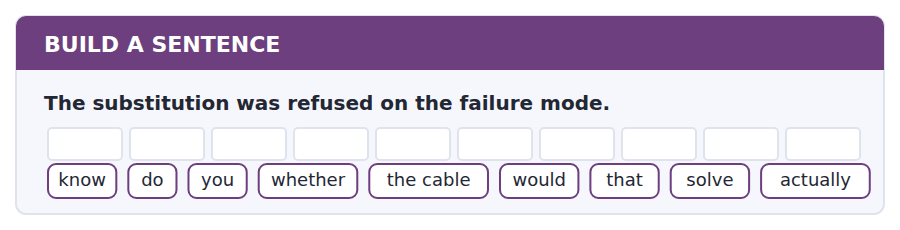 BUILD A SENTENCE
The substitution was refused on the failure mode.
know do you whether the cable would that solve actually